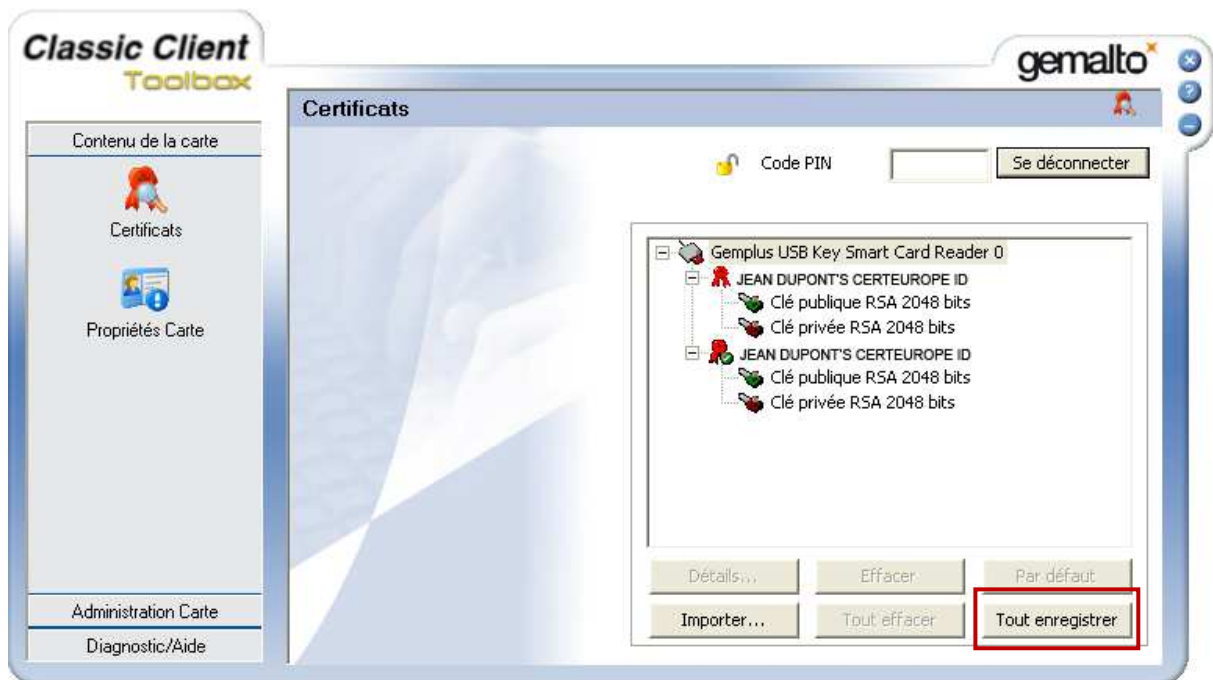 Classic Client
Toolbox
gemalto
Certificats
Contenu de la carte
Certificats
Propriétés Carte
Administration Carte
Diagnostic/Aide
Code PIN
Se déconnecter
Gemplus USB Key Smart Card Reader 0
JEAN DUPONT'S CERTEUROPE ID
Clé publique RSA 2048 bits
Clé privée RSA 2048 bits
JEAN DUPONT'S CERTEUROPE ID
Clé publique RSA 2048 bits
Clé privée RSA 2048 bits
Détails... Effacer Par défaut
Importer... Tout effacer Tout enregistrer